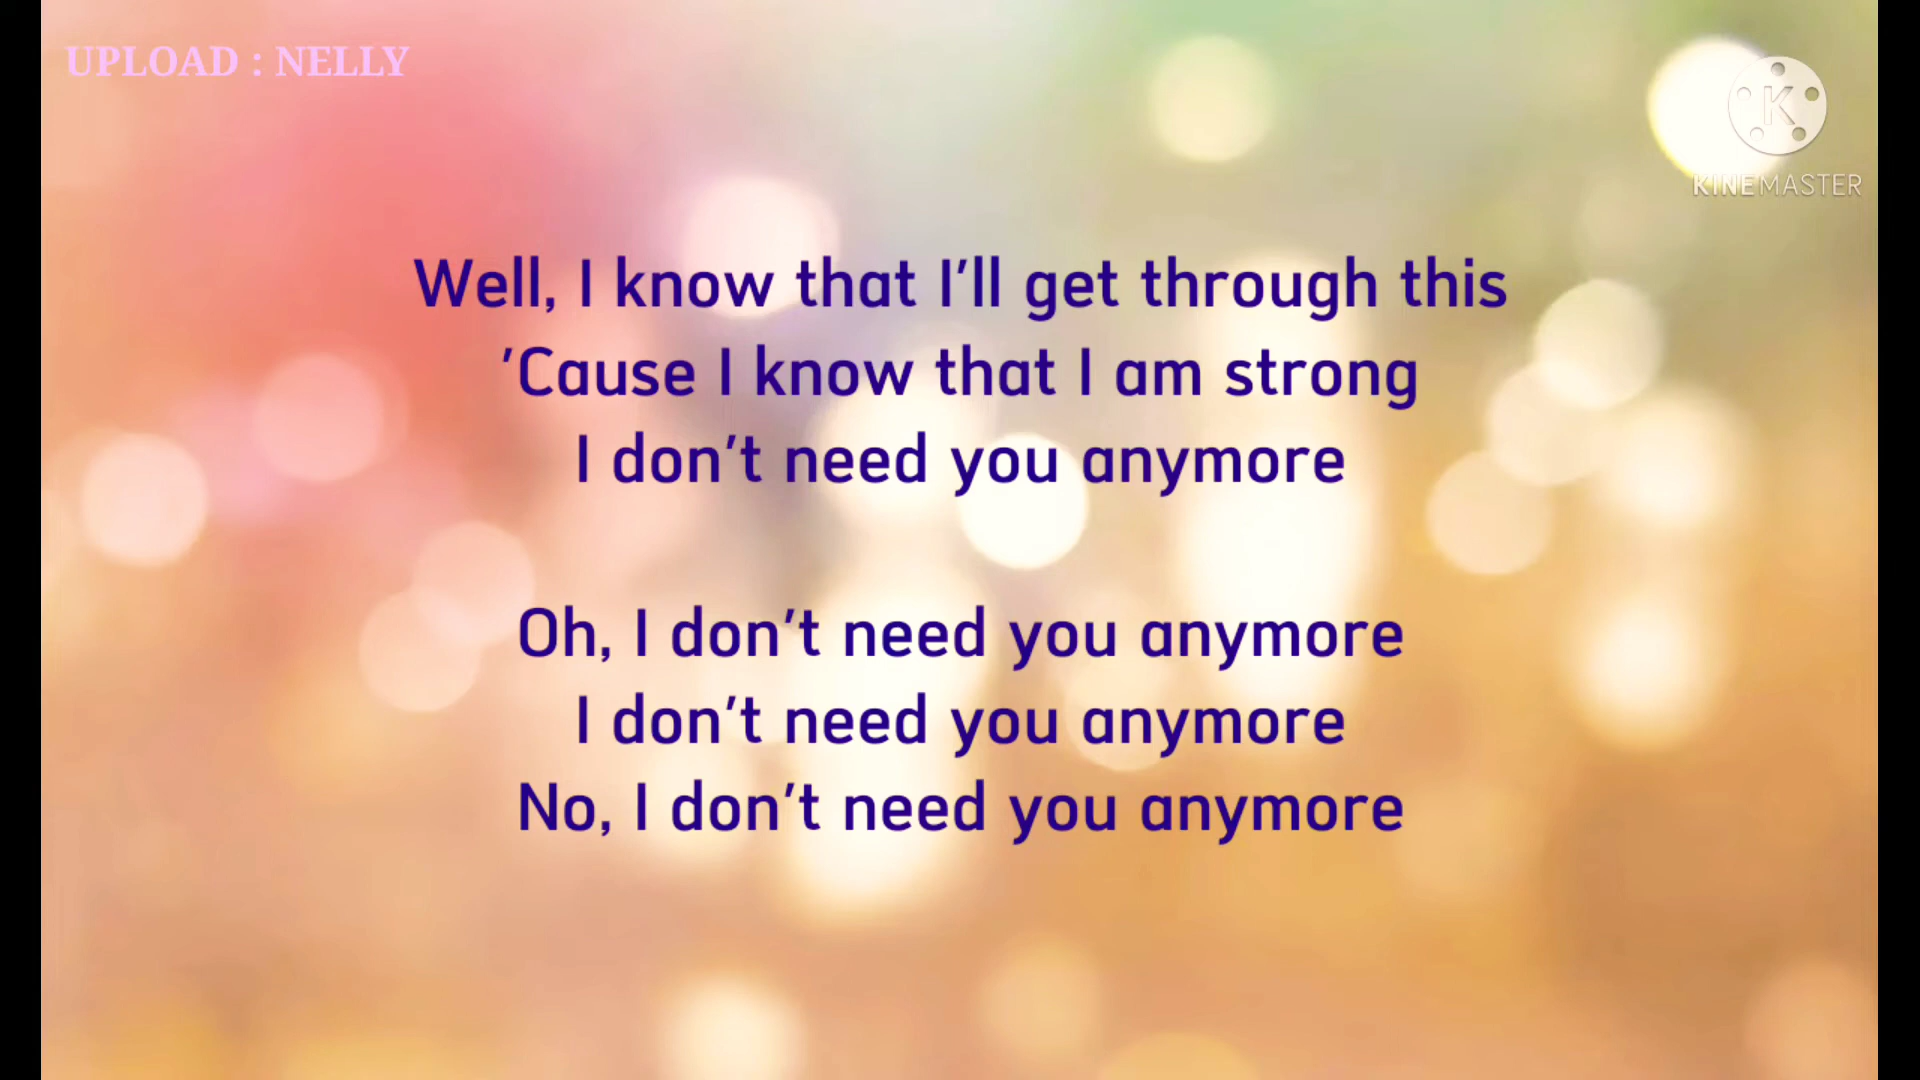 UPLOAD : NELLY
KINEMASTER
Well, I know that I'll get through this
'Cause I know that I am strong
I don't need you anymore
Oh, I don't need you anymore
I don't need you anymore
No, I don't need you anymore